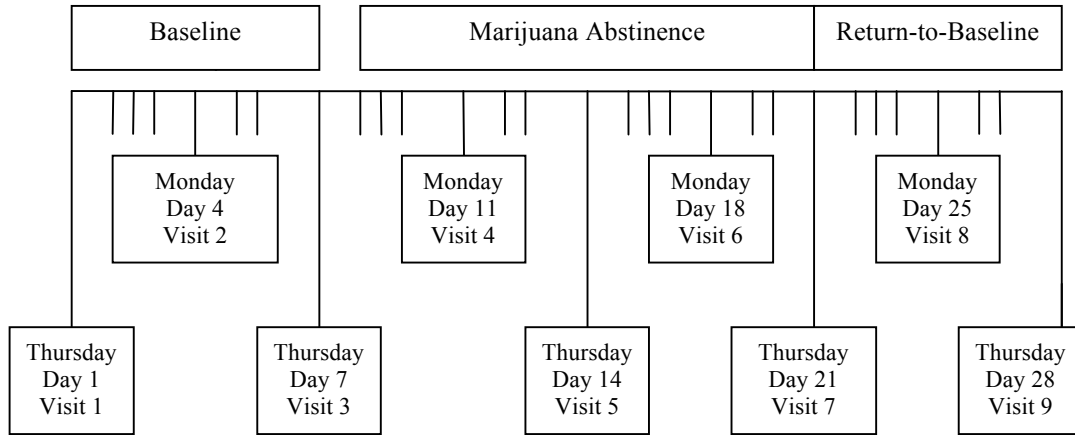 Baseline
Marijuana Abstinence
Return-to-Baseline
Monday
Day 4
Visit 2
Monday
Day 11
Visit 4
Monday
Day 18
Visit 6
Monday
Day 25
Visit 8
Thursday
Day 1
Visit 1
Thursday
Day 7
Visit 3
Thursday
Day 14
Visit 5
Thursday
Day 21
Visit 7
Thursday
Day 28
Visit 9